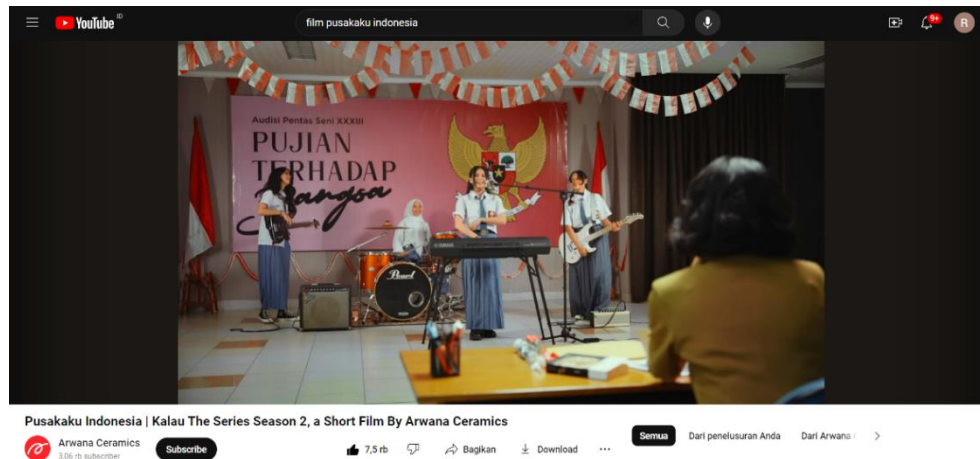 YouTube ID
film pusakaku indonesia
9+
R
Audisi Pentas Seni XXXIII
PUJIAN
TERHADAP
Bangsa
YAMAHA
Pearl
Pusakaku Indonesia | Kalau The Series Season 2, a Short Film By Arwana Ceramics
Arwana Ceramics
3,06 rb subscriber
Subscribe
7,5 rb
Bagikan
Download
Semua
Dari penelusuran Anda
Dari Arwana